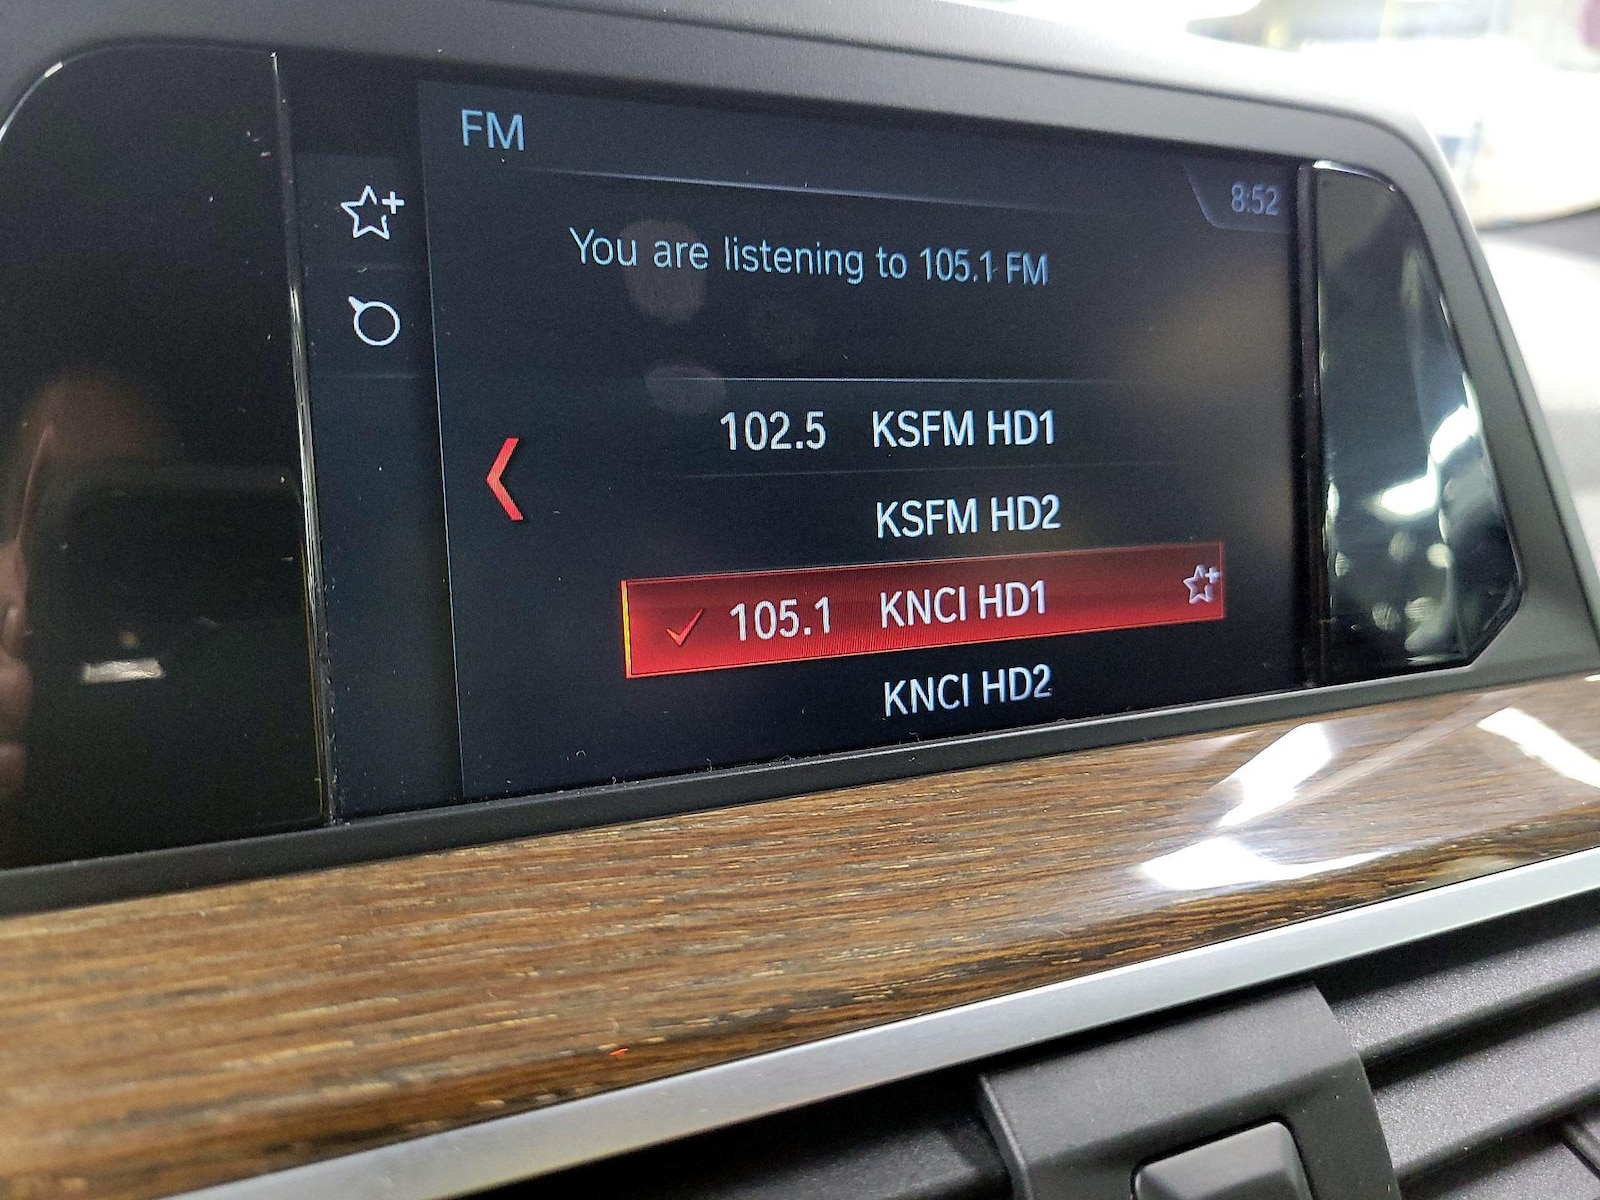 FM
8:52
You are listening to 105.1 FM
102.5 KSFM HD1
KSFM HD2
105.1 KNCI HD1
KNCI HD2